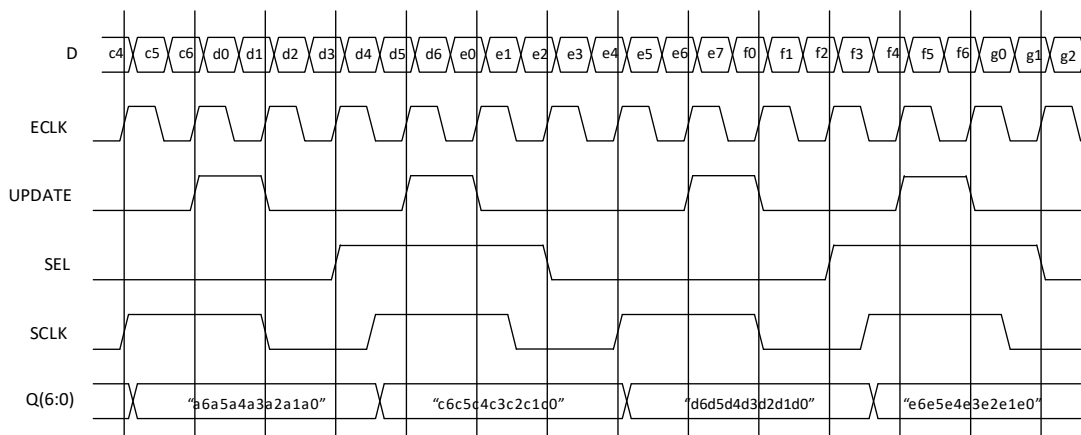 D c4 c5 c6 d0 d1 d2 d3 d4 d5 d6 e0 e1 e2 e3 e4 e5 e6 e7 f0 f1 f2 f3 f4 f5 f6 g0 g1 g2
ECLK
UPDATE
SEL
SCLK
Q(6:0) “a6a5a4a3a2a1a0” “c6c5c4c3c2c1c0” “d6d5d4d3d2d1d0” “e6e5e4e3e2e1e0”